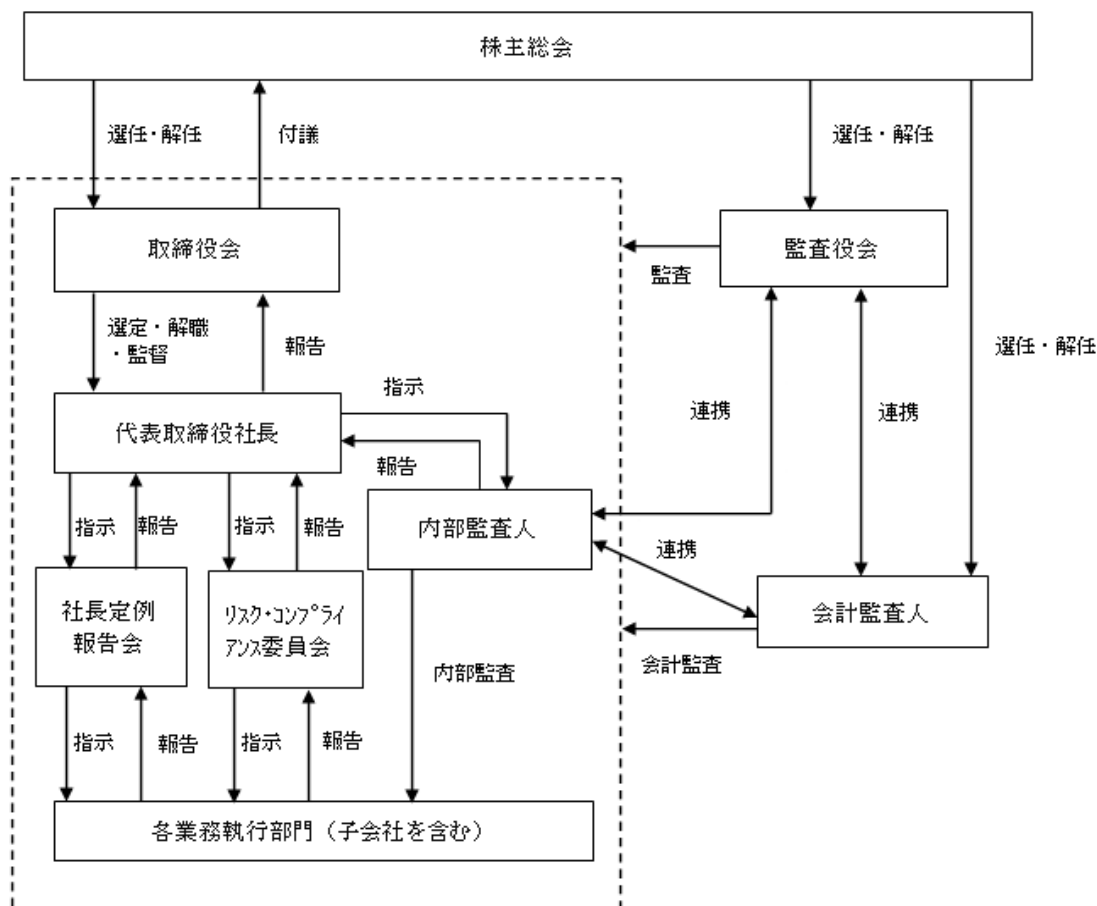 株主総会
選任・解任
付議
選任・解任
選任・解任
取締役会
監査役会
監査
選定・解職
・監督
報告
指示
連携
連携
代表取締役社長
報告
内部監査人
指示
報告
指示
報告
連携
社長定例
報告会
ﾘｽｸ・ｺﾝﾌﾟﾗｲ
ｱﾝｽ委員会
会計監査人
会計監査
内部監査
指示
報告
指示
報告
各業務執行部門（子会社を含む）